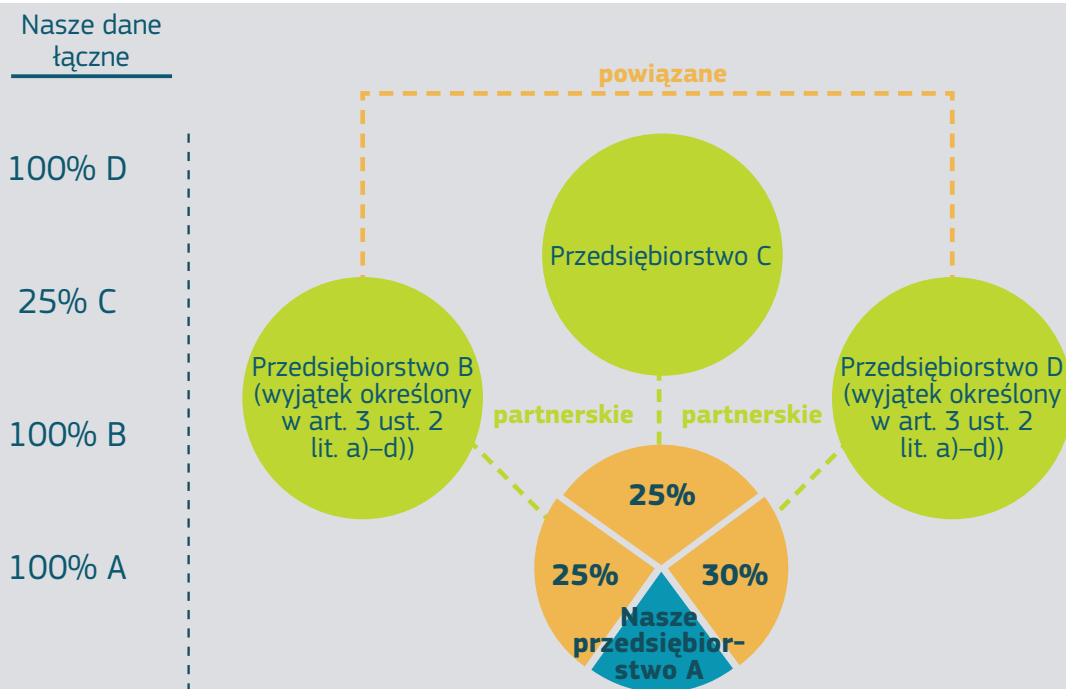 Nasze dane
łączne
100% D
25% C
100% B
100% A
powiązane
Przedsiębiorstwo C
Przedsiębiorstwo B
(wyjątek określony
w art. 3 ust. 2
lit. a)–d))
Przedsiębiorstwo D
(wyjątek określony
w art. 3 ust. 2
lit. a)–d))
partnerskie
partnerskie
25%
25%
30%
Nasze
przedsiębior-
stwo A